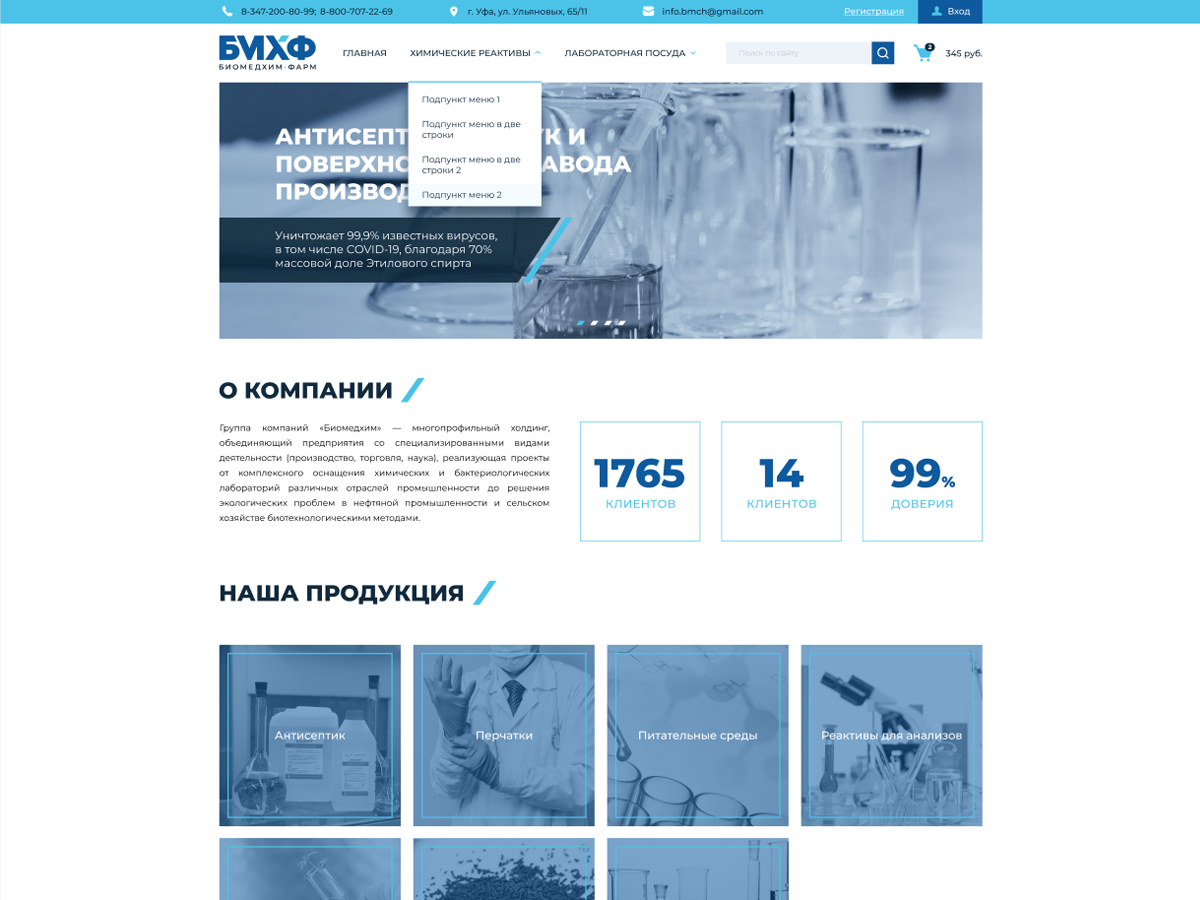 8-347-200-80-99; 8-800-707-22-69
г. Уфа, ул. Ульяновых, 65/11
info.bmch@gmail.com
Регистрация
Вход
БМХФ
БИОМЕДХИМ-ФАРМ
ГЛАВНАЯ
ХИМИЧЕСКИЕ РЕАКТИВЫ
ЛАБОРАТОРНАЯ ПОСУДА
Поиск по сайту
2
345 руб.
Подпункт меню 1
Подпункт меню в две
строки
Подпункт меню в две
строки 2
Подпункт меню 2
АНТИСЕПТ К И
ПОВЕРХНО АВОДА
ПРОИЗВОД
Уничтожает 99,9% известных вирусов,
в том числе COVID-19, благодаря 70%
массовой доле Этилового спирта
О КОМПАНИИ
Группа компаний «Биомедхим» — многопрофильный холдинг,
объединяющий предприятия со специализированными видами
деятельности (производство, торговля, наука), реализующая проекты
от комплексного оснащения химических и бактериологических
лабораторий различных отраслей промышленности до решения
экологических проблем в нефтяной промышленности и сельском
хозяйстве биотехнологическими методами.
1765
КЛИЕНТОВ
14
КЛИЕНТОВ
99%
ДОВЕРИЯ
НАША ПРОДУКЦИЯ
Антисептик
Перчатки
Питательные среды
Реактивы для анализов